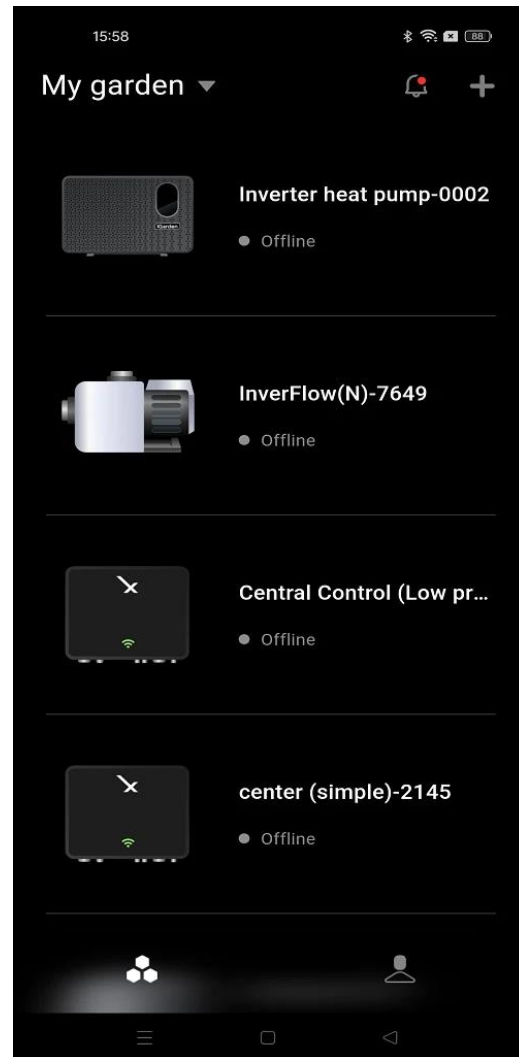 15:58
88
My garden
Inverter heat pump-0002
Offline
InverFlow(N)-7649
Offline
Central Control (Low pr...
Offline
center (simple)-2145
Offline